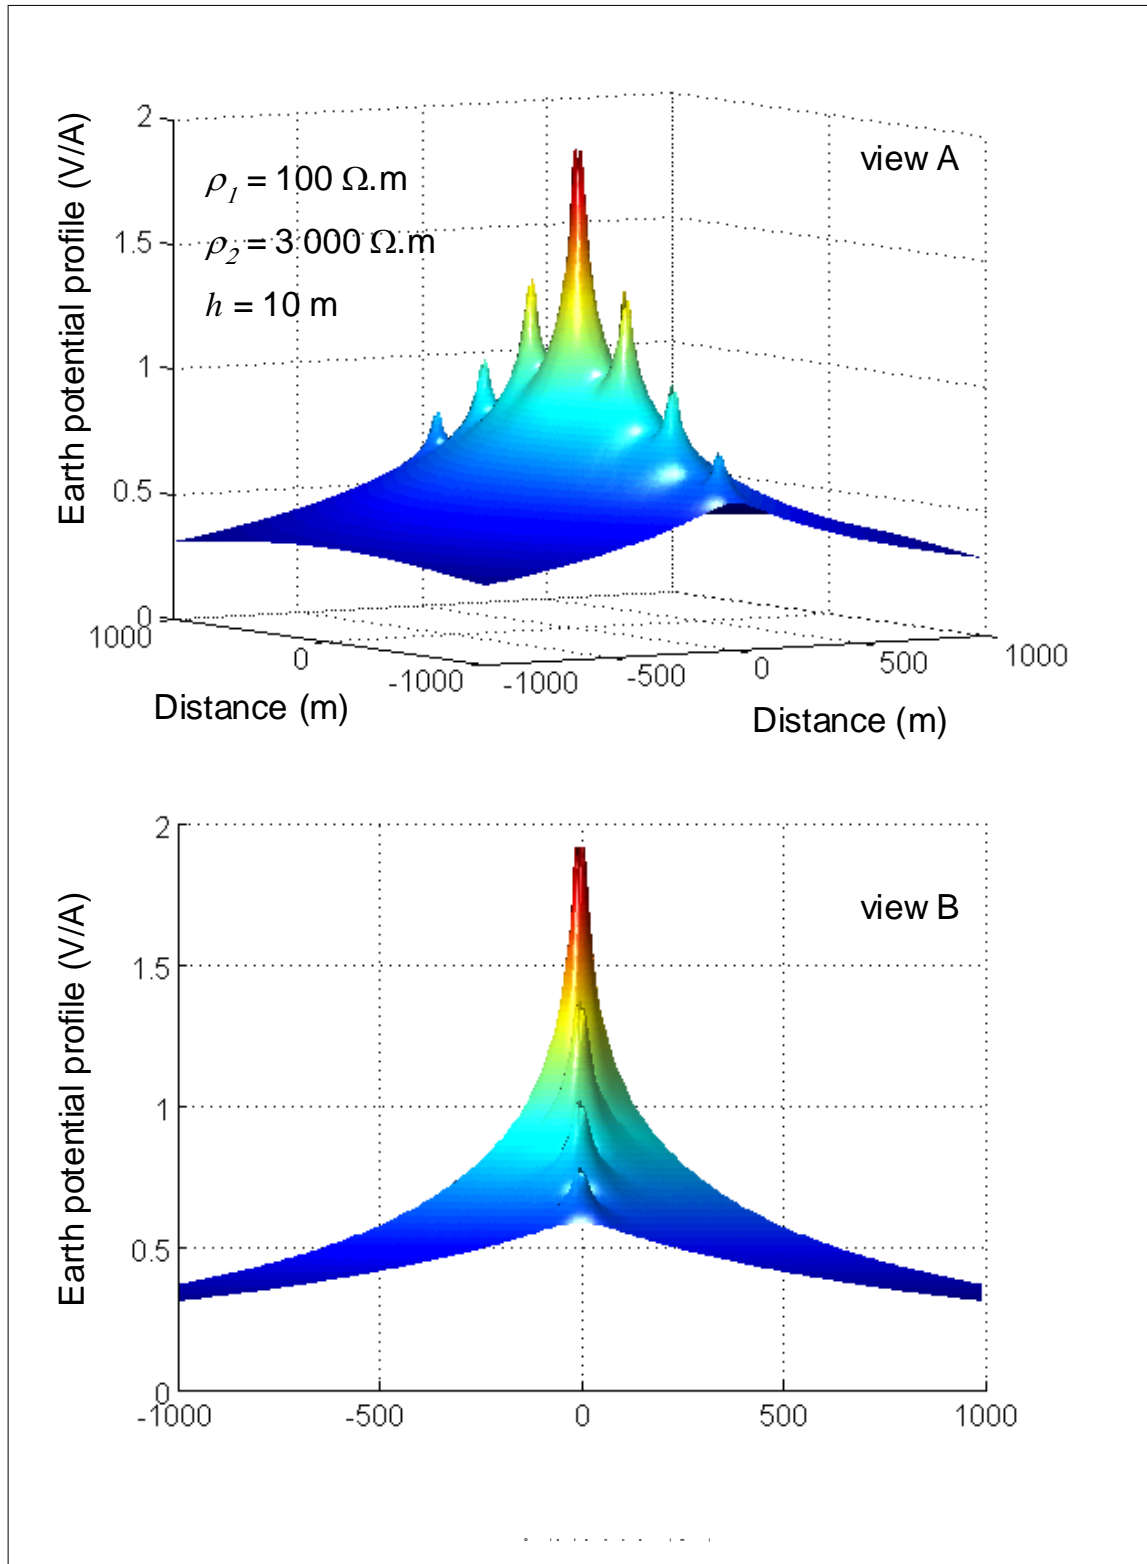 2
view A
Earth potential profile (V/A)
ρ1 = 100 Ω.m
1.5
ρ2 = 3 000 Ω.m
h = 10 m
1
0.5
0
1000
0
-1000
-1000
-500
0
500
1000
Distance (m)
Distance (m)
2
view B
Earth potential profile (V/A)
1.5
1
0.5
0
-1000
-500
0
500
1000